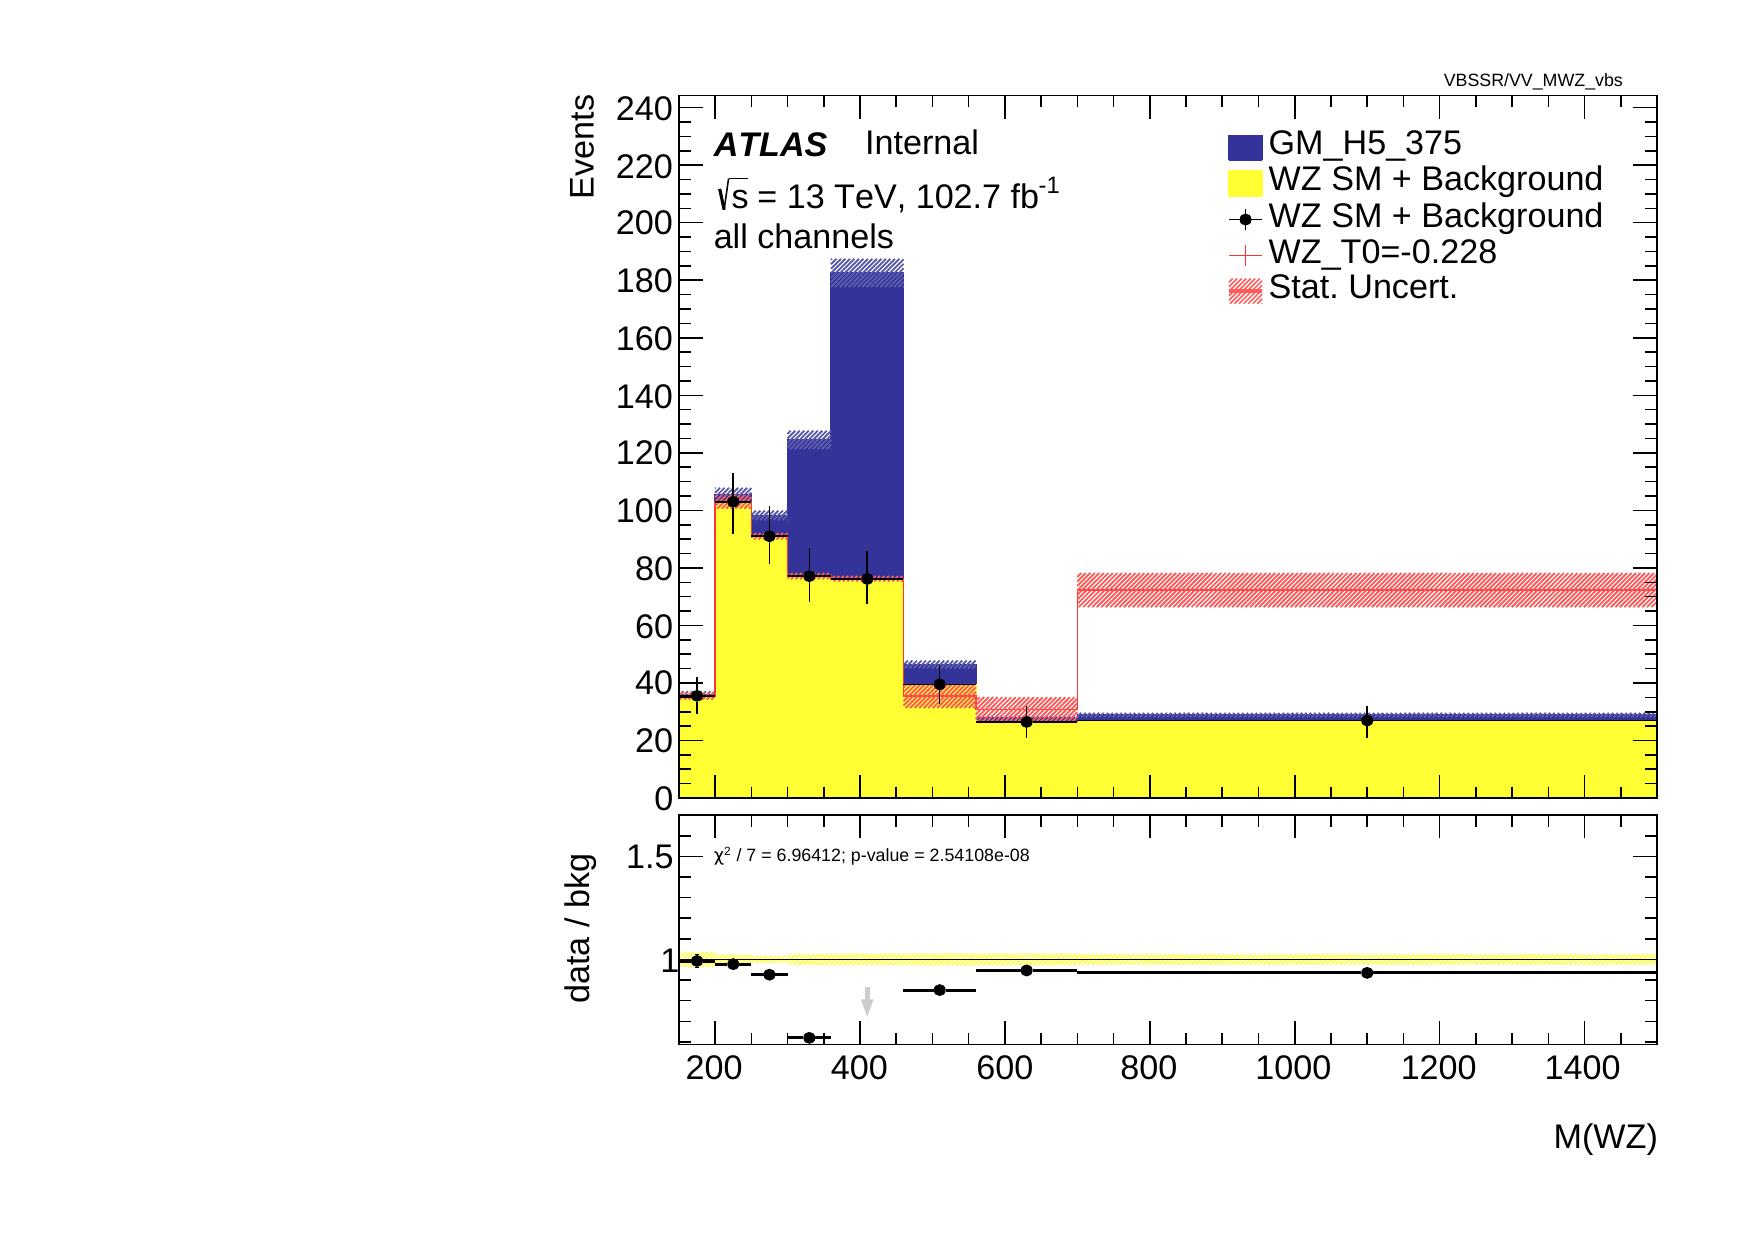 VBSSR/VV_MWZ_vbs
Events
240
220
200
180
160
140
120
100
80
60
40
20
0
ATLAS Internal
√s = 13 TeV, 102.7 fb⁻¹
all channels
GM_H5_375
WZ SM + Background
WZ SM + Background
WZ_T0=-0.228
Stat. Uncert.
data / bkg
1.5
1
χ² / 7 = 6.96412; p-value = 2.54108e-08
200 400 600 800 1000 1200 1400
M(WZ)